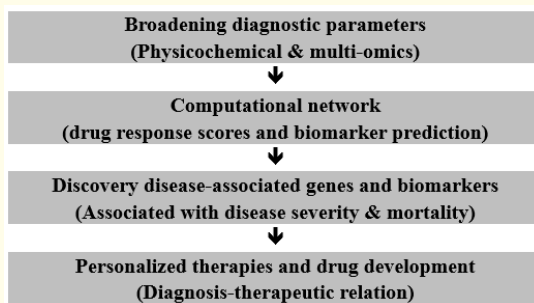 Broadening diagnostic parameters
(Physicochemical & multi-omics)
Computational network
(drug response scores and biomarker prediction)
Discovery disease-associated genes and biomarkers
(Associated with disease severity & mortality)
Personalized therapies and drug development
(Diagnosis-therapeutic relation)